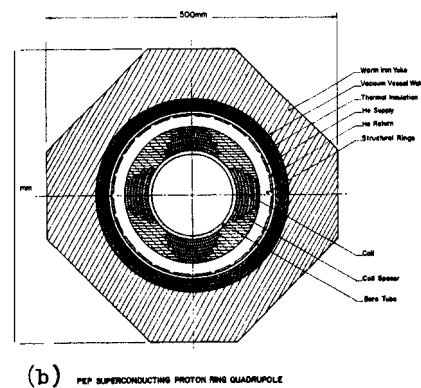 500mm
mm
Warm Iron Yoke
Vacuum Vessel Wall
Thermal Insulation
He Supply
He Return
Structural Rings
Coil
Coil Spacer
Bore Tube
(b) PEP SUPERCONDUCTING PROTON RING QUADRUPOLE